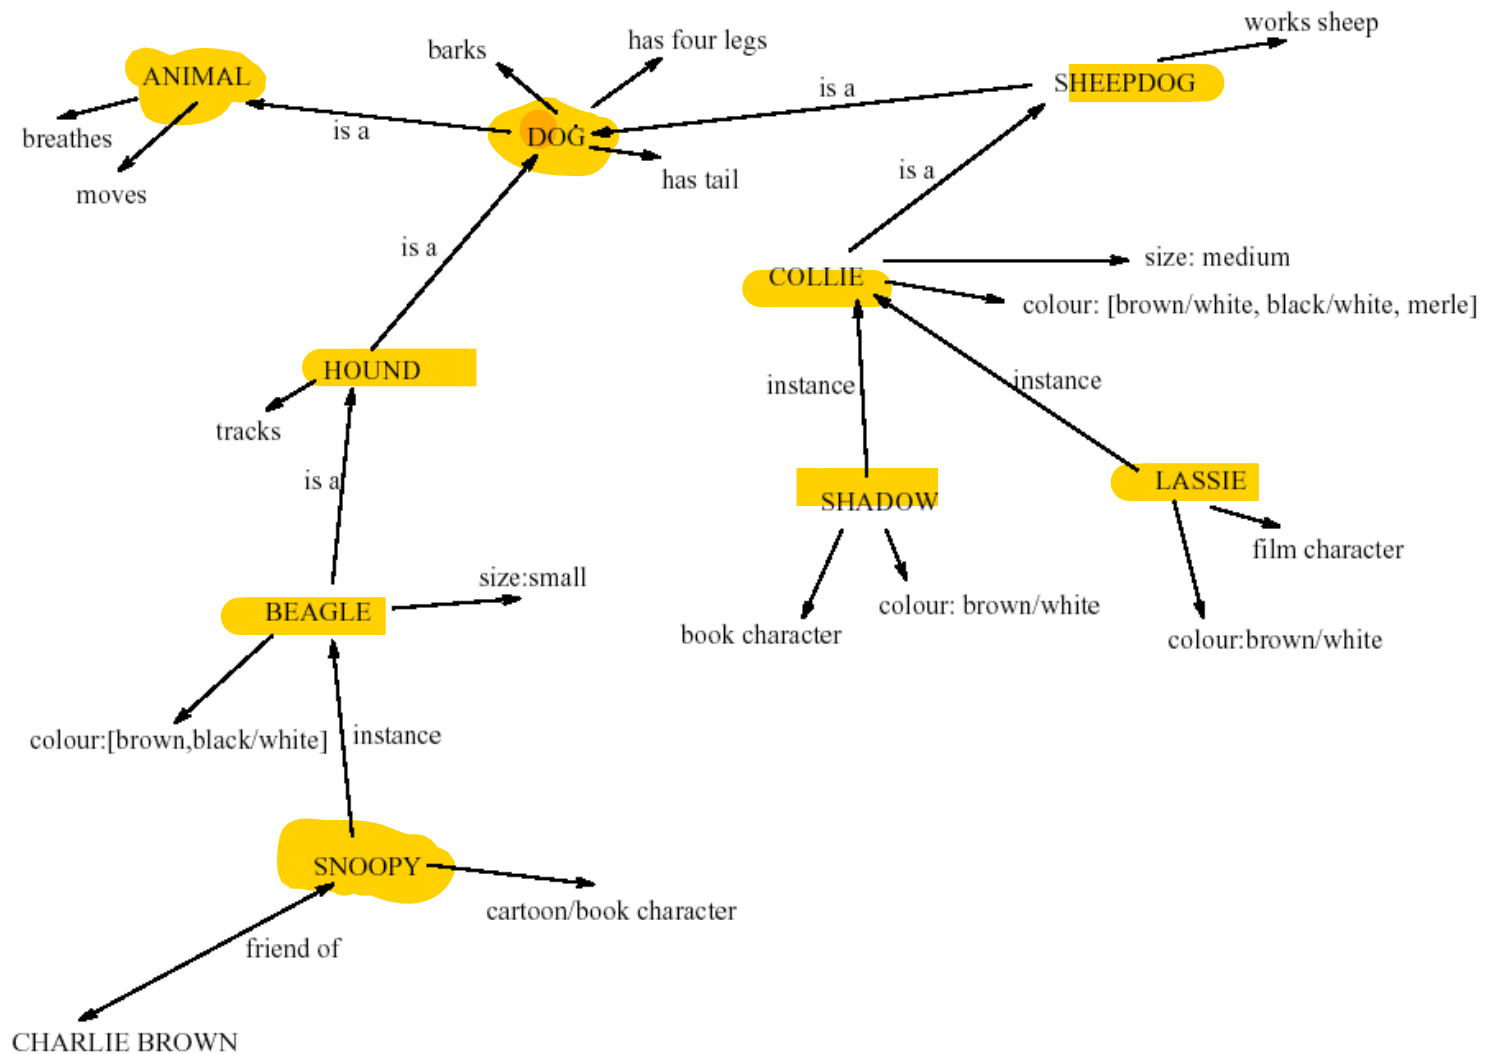 works sheep
has four legs
barks
ANIMAL
SHEEPDOG
is a
is a
breathes
DOG
has tail
is a
moves
is a
size: medium
COLLIE
colour: [brown/white, black/white, merle]
HOUND
instance
instance
tracks
is a
LASSIE
SHADOW
film character
size:small
colour: brown/white
BEAGLE
book character
colour:brown/white
colour:[brown,black/white]
instance
SNOOPY
cartoon/book character
friend of
CHARLIE BROWN